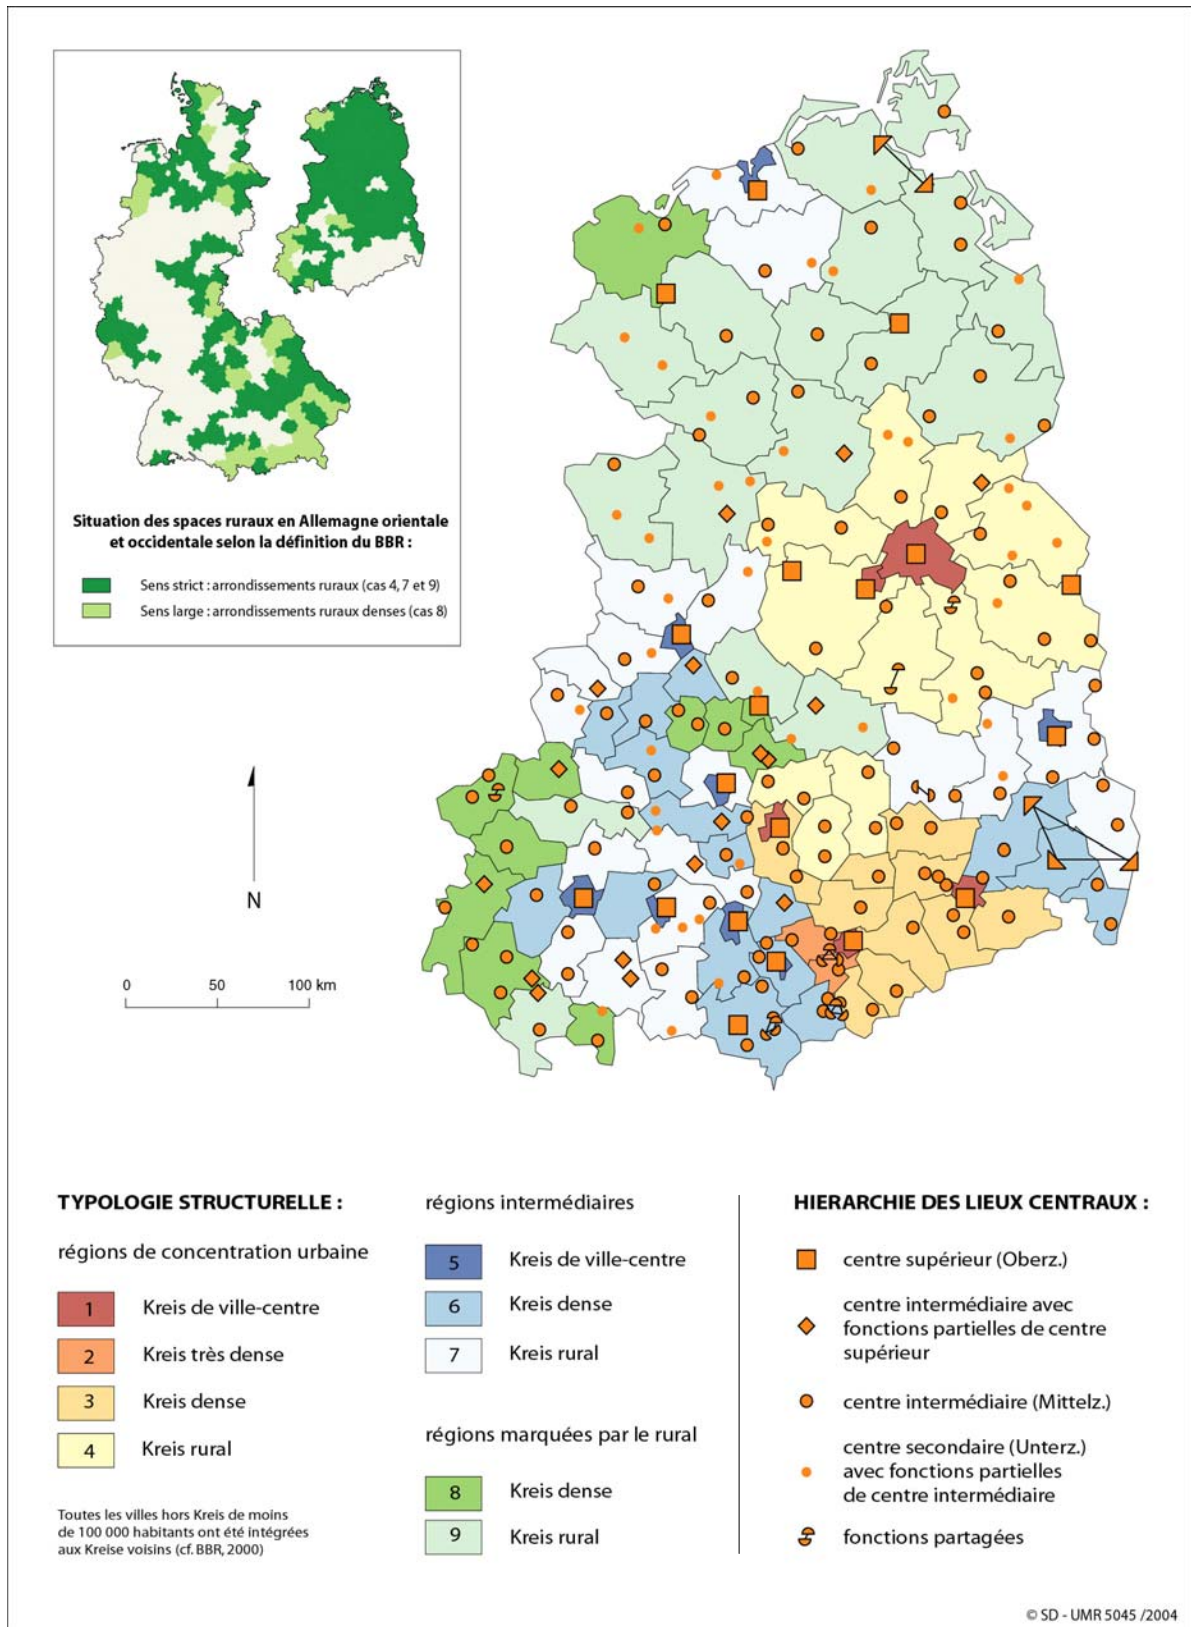 Situation des spaces ruraux en Allemagne orientale
et occidentale selon la définition du BBR :
Sens strict : arrondissements ruraux (cas 4, 7 et 9)
Sens large : arrondissements ruraux denses (cas 8)
N
0 50 100 km
TYPOLOGIE STRUCTURELLE :
régions de concentration urbaine
1 Kreis de ville-centre
2 Kreis très dense
3 Kreis dense
4 Kreis rural
Toutes les villes hors Kreis de moins
de 100 000 habitants ont été intégrées
aux Kreise voisins (cf. BBR, 2000)
régions intermédiaires
5 Kreis de ville-centre
6 Kreis dense
7 Kreis rural
régions marquées par le rural
8 Kreis dense
9 Kreis rural
HIERARCHIE DES LIEUX CENTRAUX :
centre supérieur (Oberz.)
centre intermédiaire avec
fonctions partielles de centre
supérieur
centre intermédiaire (Mittelz.)
centre secondaire (Unterz.)
avec fonctions partielles
de centre intermédiaire
fonctions partagées
© SD - UMR 5045 /2004